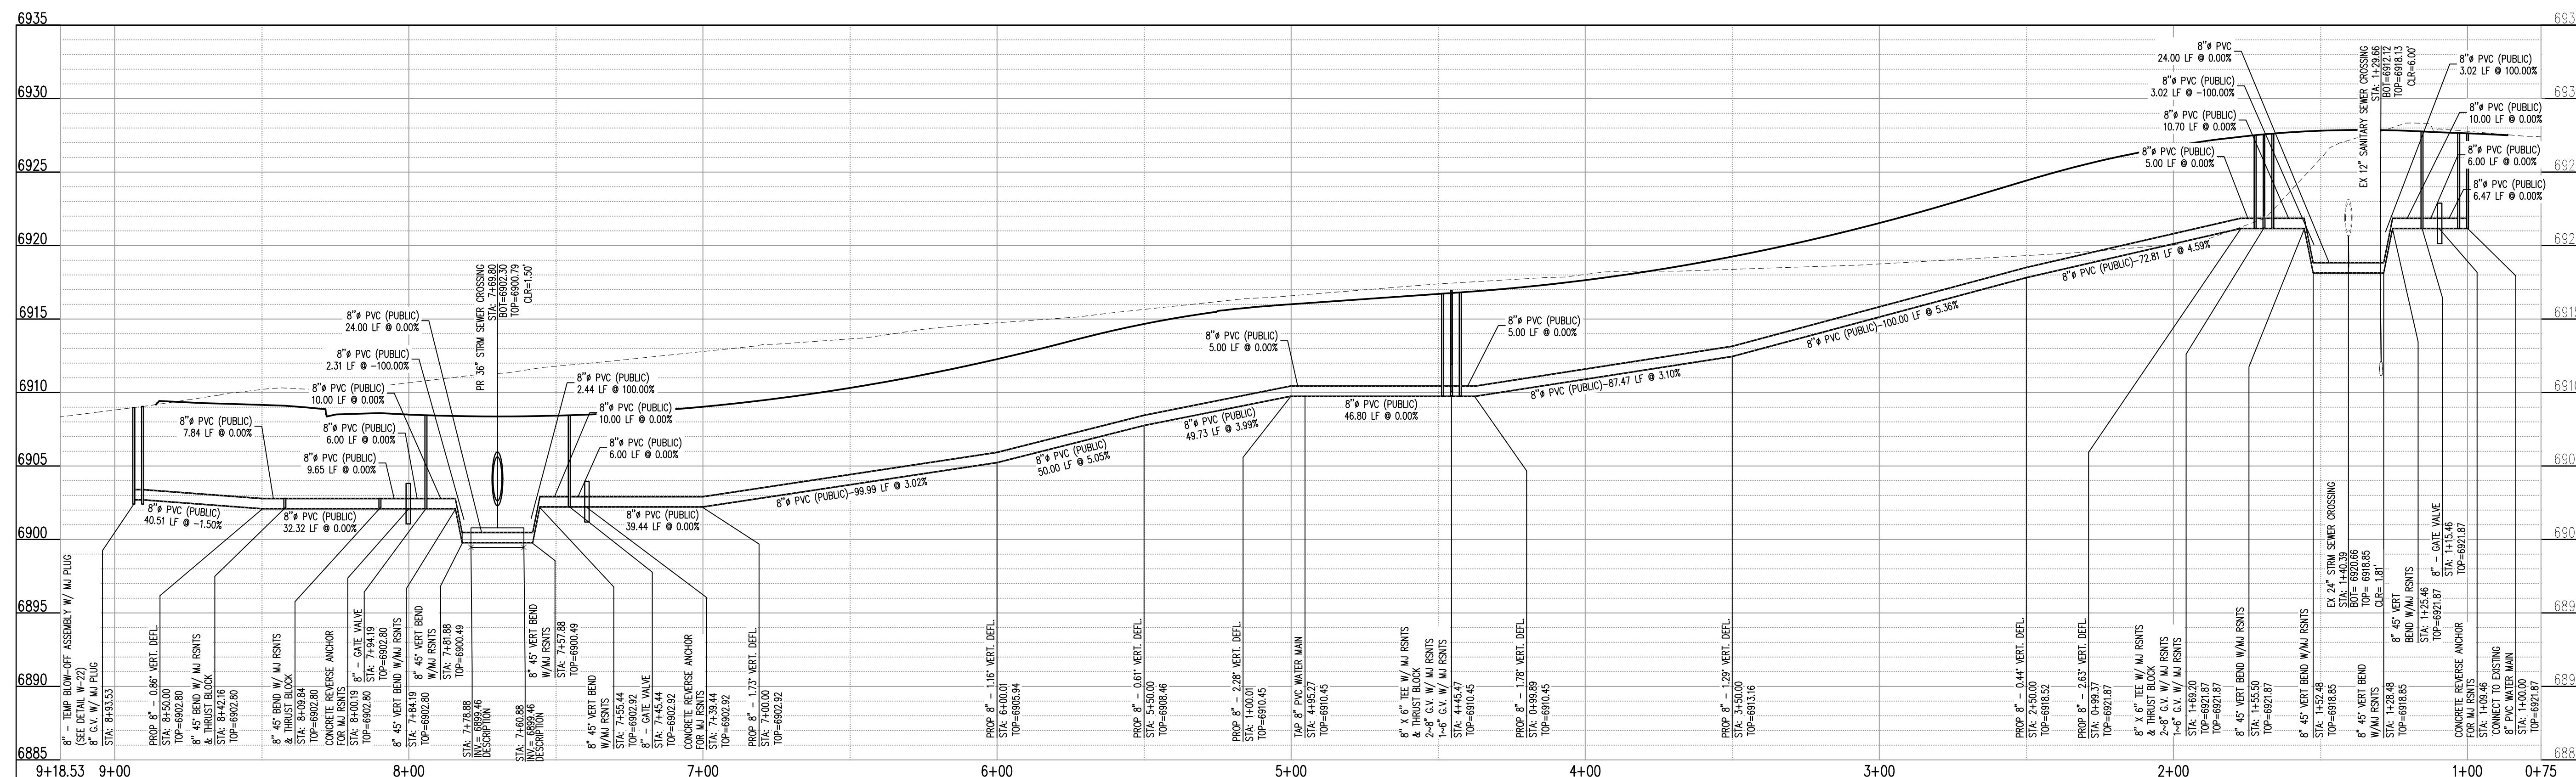 6935
6930
6925
6920
6915
6910
6905
6900
6895
6890
6885
9+18.53
9+00
8+00
7+00
6+00
5+00
4+00
3+00
2+00
1+00
0+75
693
693
692
692
691
691
690
690
689
689
688
8"ø PVC (PUBLIC)
40.51 LF @ -1.50%
8"ø PVC (PUBLIC)
7.84 LF @ 0.00%
8"ø PVC (PUBLIC)
32.32 LF @ 0.00%
8"ø PVC (PUBLIC)
9.65 LF @ 0.00%
8"ø PVC (PUBLIC)
6.00 LF @ 0.00%
8"ø PVC (PUBLIC)
10.00 LF @ 0.00%
8"ø PVC (PUBLIC)
2.31 LF @ -100.00%
8"ø PVC (PUBLIC)
24.00 LF @ 0.00%
PR 36" STRM SEWER CROSSING
STA: 7+69.80
BOT=6902.30
TOP=6900.79
CLR=1.50'
8"ø PVC (PUBLIC)
2.44 LF @ 100.00%
8"ø PVC (PUBLIC)
10.00 LF @ 0.00%
8"ø PVC (PUBLIC)
6.00 LF @ 0.00%
8"ø PVC (PUBLIC)
39.44 LF @ 0.00%
8"ø PVC (PUBLIC)-99.99 LF @ 3.02%
8"ø PVC (PUBLIC)
50.00 LF @ 5.05%
8"ø PVC (PUBLIC)
49.73 LF @ 3.99%
8"ø PVC (PUBLIC)
5.00 LF @ 0.00%
8"ø PVC (PUBLIC)
46.80 LF @ 0.00%
8"ø PVC (PUBLIC)
5.00 LF @ 0.00%
8"ø PVC (PUBLIC)-87.47 LF @ 3.10%
8"ø PVC (PUBLIC)-100.00 LF @ 5.36%
8"ø PVC (PUBLIC)-72.81 LF @ 4.59%
8"ø PVC (PUBLIC)
5.00 LF @ 0.00%
8"ø PVC (PUBLIC)
10.70 LF @ 0.00%
8"ø PVC (PUBLIC)
3.02 LF @ -100.00%
8"ø PVC
24.00 LF @ 0.00%
EX 12" SANITARY SEWER CROSSING
STA: 1+29.66
BOT=6912.12
TOP=6918.13
CLR=6.00'
8"ø PVC (PUBLIC)
3.02 LF @ 100.00%
8"ø PVC (PUBLIC)
10.00 LF @ 0.00%
8"ø PVC (PUBLIC)
6.00 LF @ 0.00%
8"ø PVC (PUBLIC)
6.47 LF @ 0.00%
8" - TEMP BLOW-OFF ASSEMBLY W/ MJ PLUG
(SEE DETAIL W-22)
8" G.V. W/ MJ PLUG
STA: 8+93.53
PROP 8" - 0.86° VERT. DEFL.
STA: 8+50.00
TOP=6902.80
8" 45° BEND W/ MJ RSNTS
& THRUST BLOCK
STA: 8+42.16
TOP=6902.80
8" 45° BEND W/ MJ RSNTS
& THRUST BLOCK
STA: 8+09.84
TOP=6902.80
CONCRETE REVERSE ANCHOR
FOR MJ RSNTS
STA: 8+00.19
TOP=6902.80
8" - GATE VALVE
STA: 7+94.19
TOP=6902.80
8" 45° VERT BEND W/MJ RSNTS
STA: 7+84.19
TOP=6902.80
8" 45° VERT BEND
W/MJ RSNTS
STA: 7+81.88
TOP=6900.49
STA: 7+78.88
INV.= 6899.46
DESCRIPTION
STA: 7+60.88
INV.= 6899.46
DESCRIPTION
8" 45° VERT BEND
W/MJ RSNTS
STA: 7+57.88
TOP=6900.49
8" 45° VERT BEND
W/MJ RSNTS
STA: 7+55.44
TOP=6902.92
8" - GATE VALVE
STA: 7+45.44
TOP=6902.92
CONCRETE REVERSE ANCHOR
FOR MJ RSNTS
STA: 7+39.44
TOP=6902.92
PROP 8" - 1.73° VERT. DEFL.
STA: 7+00.00
TOP=6902.92
PROP 8" - 1.16° VERT. DEFL.
STA: 6+00.01
TOP=6905.94
PROP 8" - 0.61° VERT. DEFL.
STA: 5+50.00
TOP=6908.46
PROP 8" - 2.28° VERT. DEFL.
STA: 1+00.01
TOP=6910.45
TAP 8" PVC WATER MAIN
STA: 4+95.27
TOP=6910.45
8" X 6" TEE W/ MJ RSNTS
& THRUST BLOCK
2~8" G.V. W/ MJ RSNTS
1~6" G.V. W/ MJ RSNTS
STA: 4+45.47
TOP=6910.45
PROP 8" - 1.78° VERT. DEFL.
STA: 0+99.89
TOP=6910.45
PROP 8" - 1.29° VERT. DEFL.
STA: 3+50.00
TOP=6913.16
PROP 8" - 0.44° VERT. DEFL.
STA: 2+50.00
TOP=6918.52
PROP 8" - 2.63° VERT. DEFL.
STA: 0+99.37
TOP=6921.87
8" X 6" TEE W/ MJ RSNTS
& THRUST BLOCK
2~8" G.V. W/ MJ RSNTS
1~6" G.V. W/ MJ RSNTS
STA: 1+69.20
TOP=6921.87
TOP=6921.87
8" 45° VERT BEND W/MJ RSNTS
STA: 1+55.50
TOP=6921.87
8" 45° VERT BEND W/MJ RSNTS
STA: 1+52.48
TOP=6918.85
EX 24" STRM SEWER CROSSING
STA: 1+40.39
BOT= 6920.66
TOP= 6918.85
CLR= 1.81'
8" 45° VERT BEND
W/MJ RSNTS
STA: 1+28.48
TOP=6918.85
8" 45° VERT
BEND W/MJ RSNTS
STA: 1+25.46
TOP=6921.87
8" - GATE VALVE
STA: 1+15.46
TOP=6921.87
CONCRETE REVERSE ANCHOR
FOR MJ RSNTS
STA: 1+09.46
CONNECT TO EXISTING
8" PVC WATER MAIN
STA: 1+00.00
TOP=6921.87